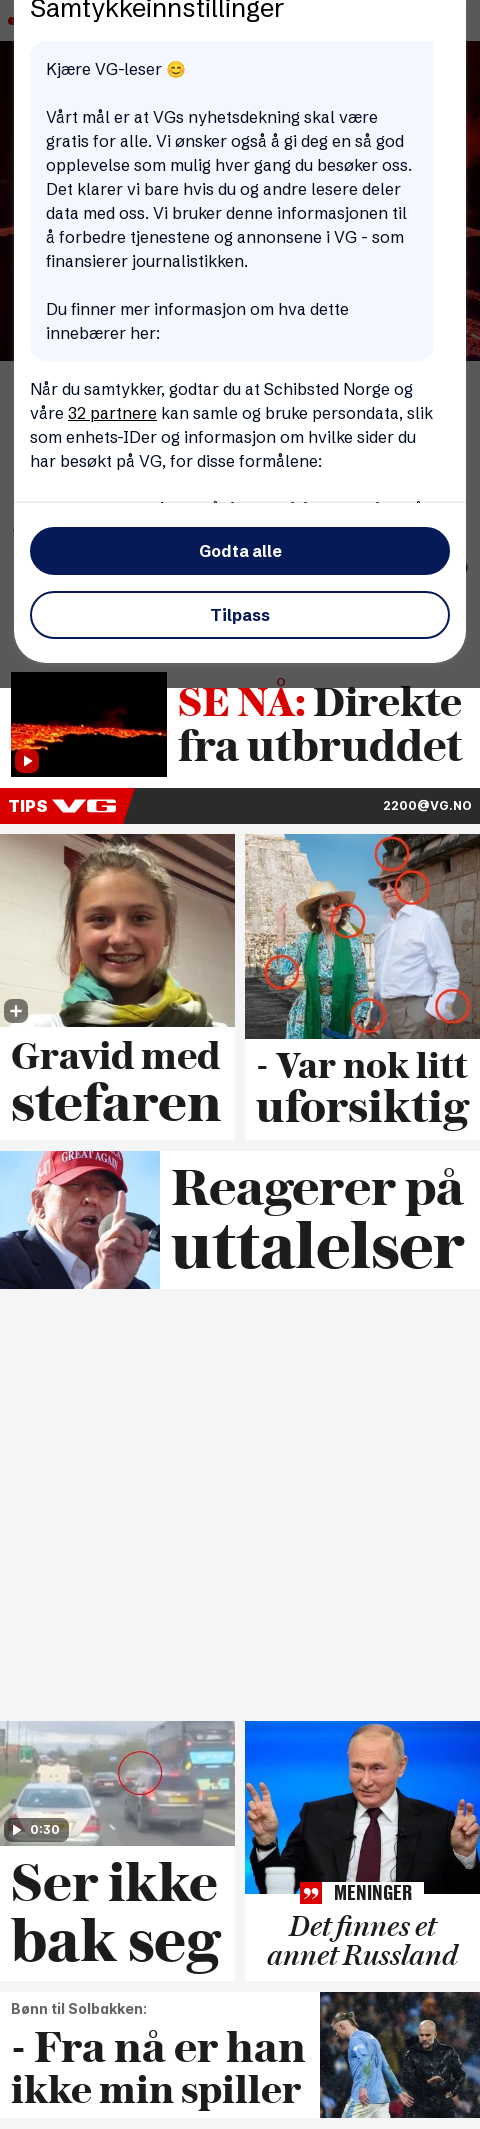 Samtykkeinnstillinger
Kjære VG-leser 😊
Vårt mål er at VGs nyhetsdekning skal være
gratis for alle. Vi ønsker også å gi deg en så god
opplevelse som mulig hver gang du besøker oss.
Det klarer vi bare hvis du og andre lesere deler
data med oss. Vi bruker denne informasjonen til
å forbedre tjenestene og annonsene i VG - som
finansierer journalistikken.
Du finner mer informasjon om hva dette
innebærer her:
Når du samtykker, godtar du at Schibsted Norge og
våre 32 partnere kan samle og bruke persondata, slik
som enhets-IDer og informasjon om hvilke sider du
har besøkt på VG, for disse formålene:
Godta alle
Tilpass
SE NÅ: Direkte
fra utbruddet
TIPS VG
2200@VG.NO
Gravid med
stefaren
- Var nok litt
uforsiktig
GREAT AGAIN
Reagerer på
uttalelser
0:30
Ser ikke
bak seg
MENINGER
Det finnes et
annet Russland
Bønn til Solbakken:
- Fra nå er han
ikke min spiller